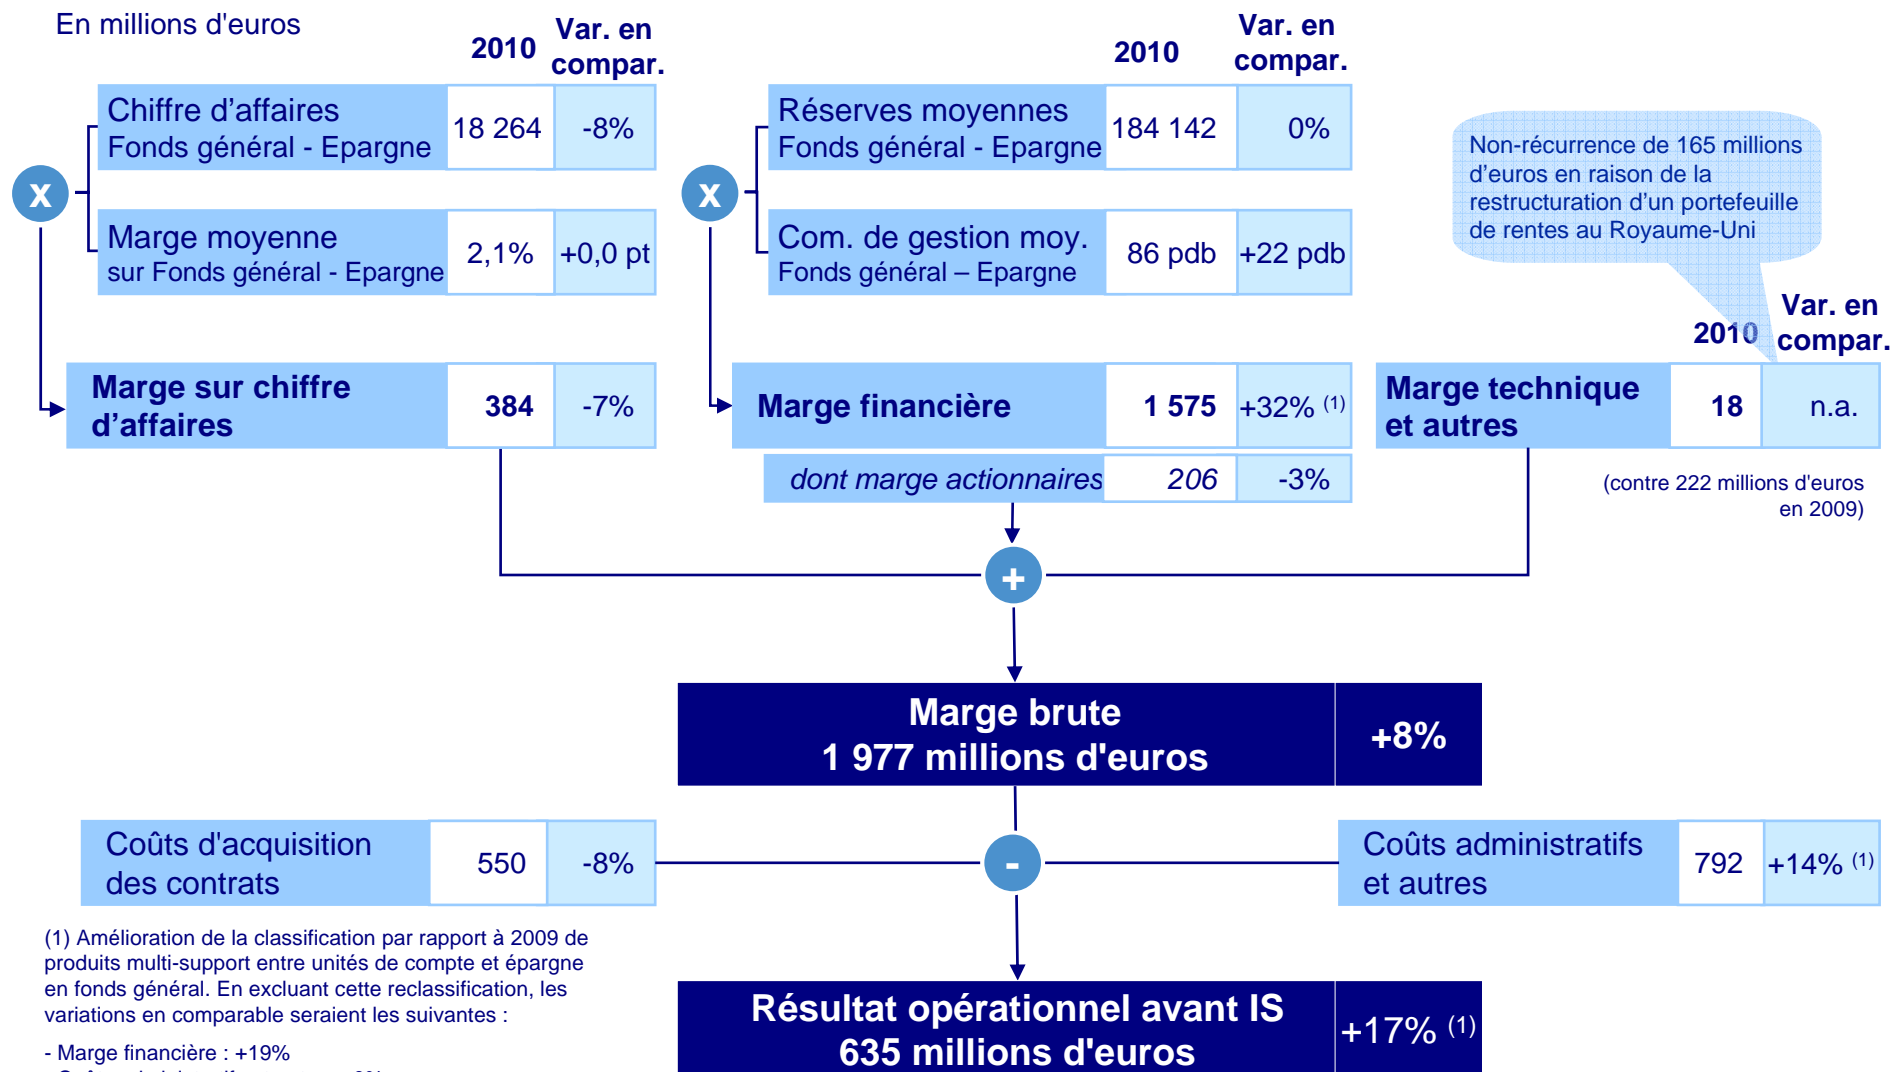 En millions d'euros
2010
Var. en
compar.
Chiffre d'affaires
Fonds général - Epargne
18 264
-8%
x
Marge moyenne
sur Fonds général - Epargne
2,1%
+0,0 pt
Marge sur chiffre
d'affaires
384
-7%
2010
Var. en
compar.
Réserves moyennes
Fonds général - Epargne
184 142
0%
x
Com. de gestion moy.
Fonds général – Epargne
86 pdb
+22 pdb
Marge financière
1 575
+32% (1)
dont marge actionnaires
206
-3%
Non-récurrence de 165 millions
d'euros en raison de la
restructuration d'un portefeuille
de rentes au Royaume-Uni
2010
Var. en
compar.
Marge technique
et autres
18
n.a.
(contre 222 millions d'euros
en 2009)
+
Marge brute
1 977 millions d'euros
+8%
Coûts d'acquisition
des contrats
550
-8%
-
Coûts administratifs
et autres
792
+14% (1)
(1) Amélioration de la classification par rapport à 2009 de
produits multi-support entre unités de compte et épargne
en fonds général. En excluant cette reclassification, les
variations en comparable seraient les suivantes :
- Marge financière : +19%
Résultat opérationnel avant IS
635 millions d'euros
+17% (1)